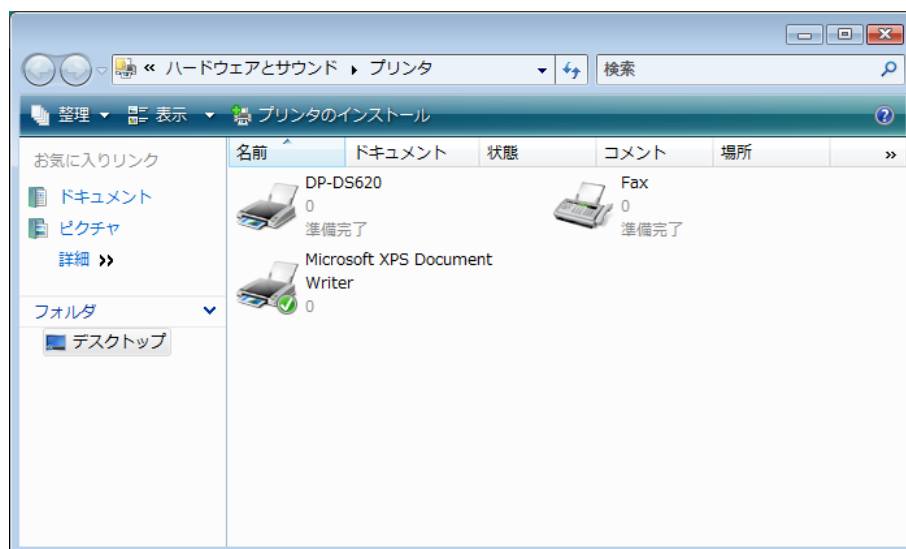 « ハードウェアとサウンド ▸ プリンタ
検索
整理 ▼ 表示 ▼ プリンタのインストール
お気に入りリンク
ドキュメント
ピクチャ
詳細 »
フォルダ
デスクトップ
名前 ドキュメント 状態 コメント 場所 »
DP-DS620
0
準備完了
Fax
0
準備完了
Microsoft XPS Document
Writer
0